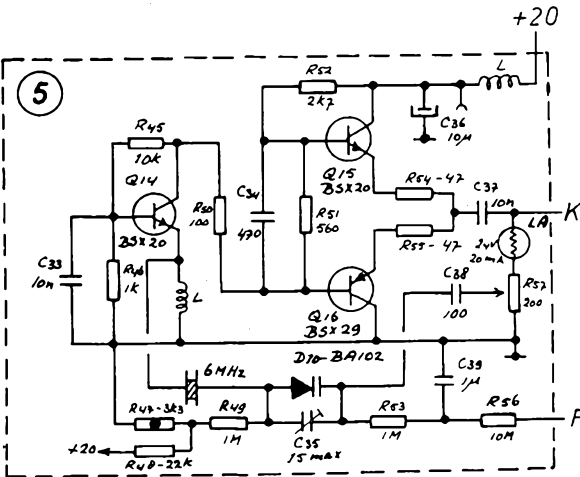 +20
5
R52
2k7
L
C36
10µ
R45
10k
Q14
BSX20
R50
100
C34
470
R51
560
Q15
BSX20
R54-47
C37
10n
K
LA
24V
20mA
R55-47
C33
10n
R46
1k
L
Q16
BSX29
C38
100
R57
200
6MHz
D10-BA102
C39
1µ
R47-3k3
R49
1M
C35
15 max
R53
1M
R56
10M
F
+20
R48-22k